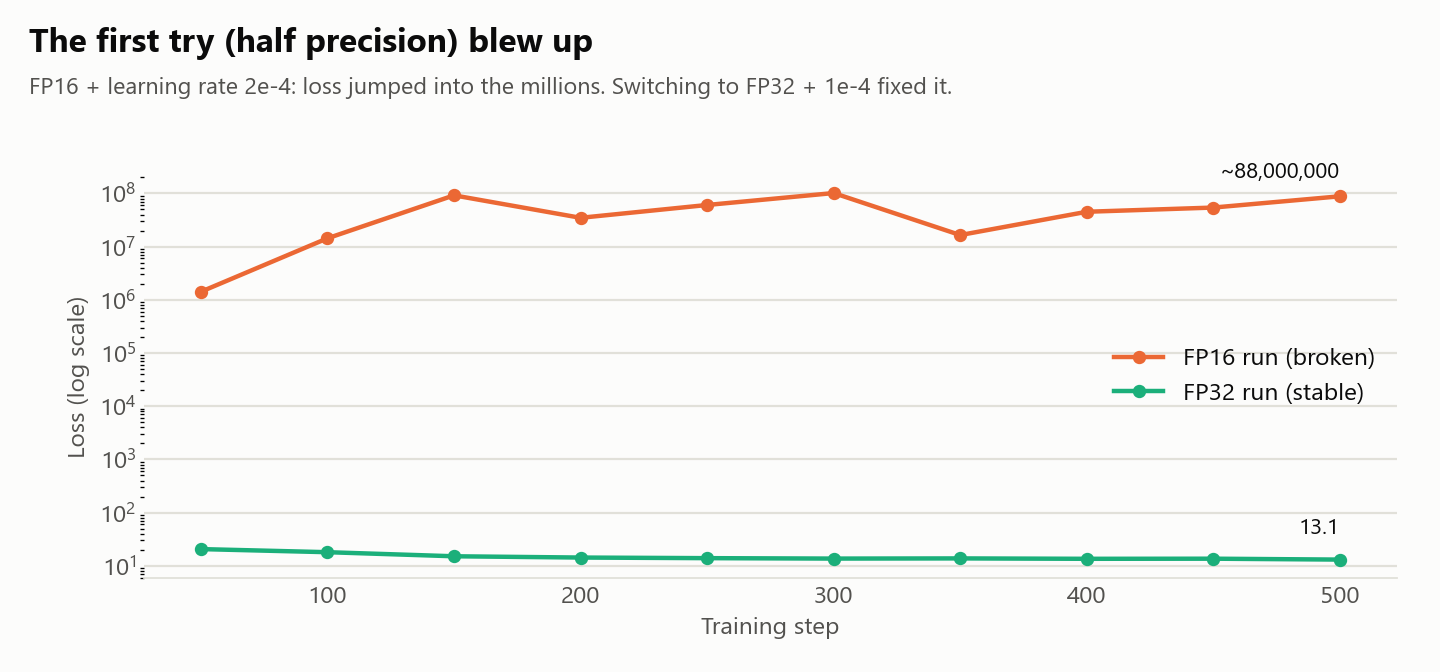 The first try (half precision) blew up
FP16 + learning rate 2e-4: loss jumped into the millions. Switching to FP32 + 1e-4 fixed it.
~88,000,000
10⁸
10⁷
10⁶
10⁵
10⁴
10³
10²
10¹
Loss (log scale)
FP16 run (broken)
FP32 run (stable)
13.1
100 200 300 400 500
Training step